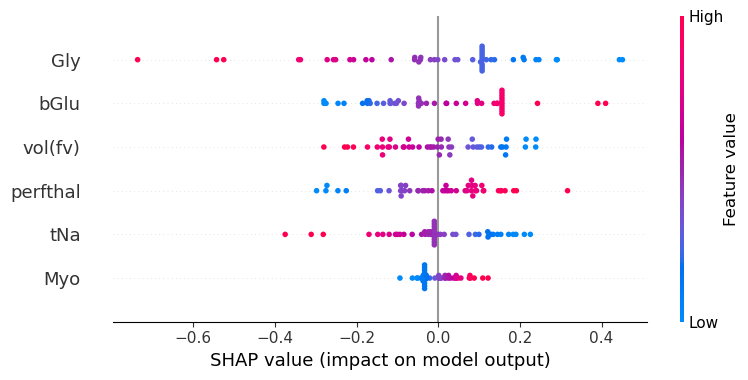 High
Gly
bGlu
vol(fv)
perfthal
tNa
Myo
Feature value
Low
−0.6 −0.4 −0.2 0.0 0.2 0.4
SHAP value (impact on model output)